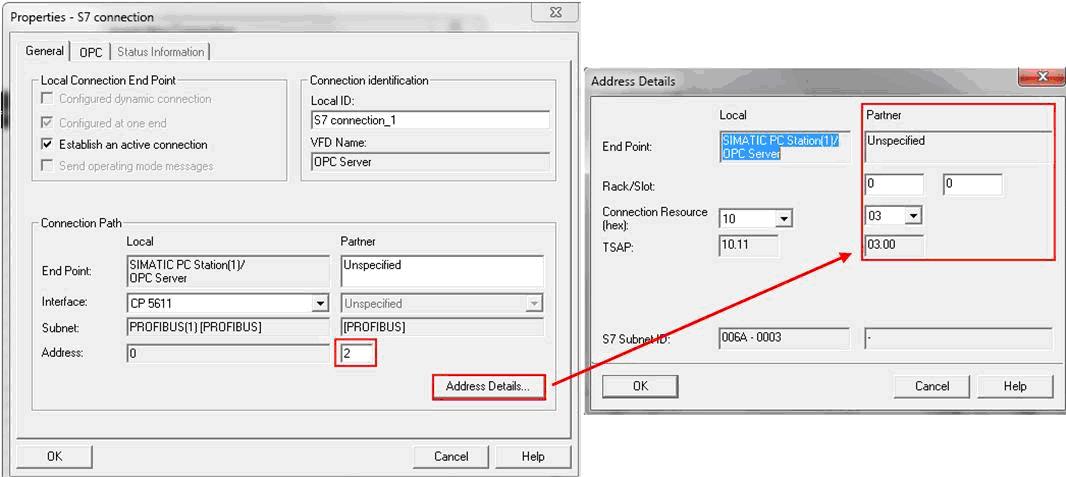 Properties - S7 connection
General
OPC
Status Information
Local Connection End Point
Configured dynamic connection
Configured at one end
Establish an active connection
Send operating mode messages
Connection identification
Local ID:
S7 connection_1
VFD Name:
OPC Server
Connection Path
Local Partner
End Point: SIMATIC PC Station(1)/ Unspecified
OPC Server
Interface: CP 5611 Unspecified
Subnet: PROFIBUS(1) [PROFIBUS] [PROFIBUS]
Address: 0 2
Address Details...
OK Cancel Help
Address Details
Local Partner
End Point: SIMATIC PC Station(1)/ Unspecified
OPC Server
Rack/Slot: 0 0
Connection Resource 10 03
(hex):
TSAP: 10.11 03.00
S7 Subnet ID: 006A - 0003 -
OK Cancel Help